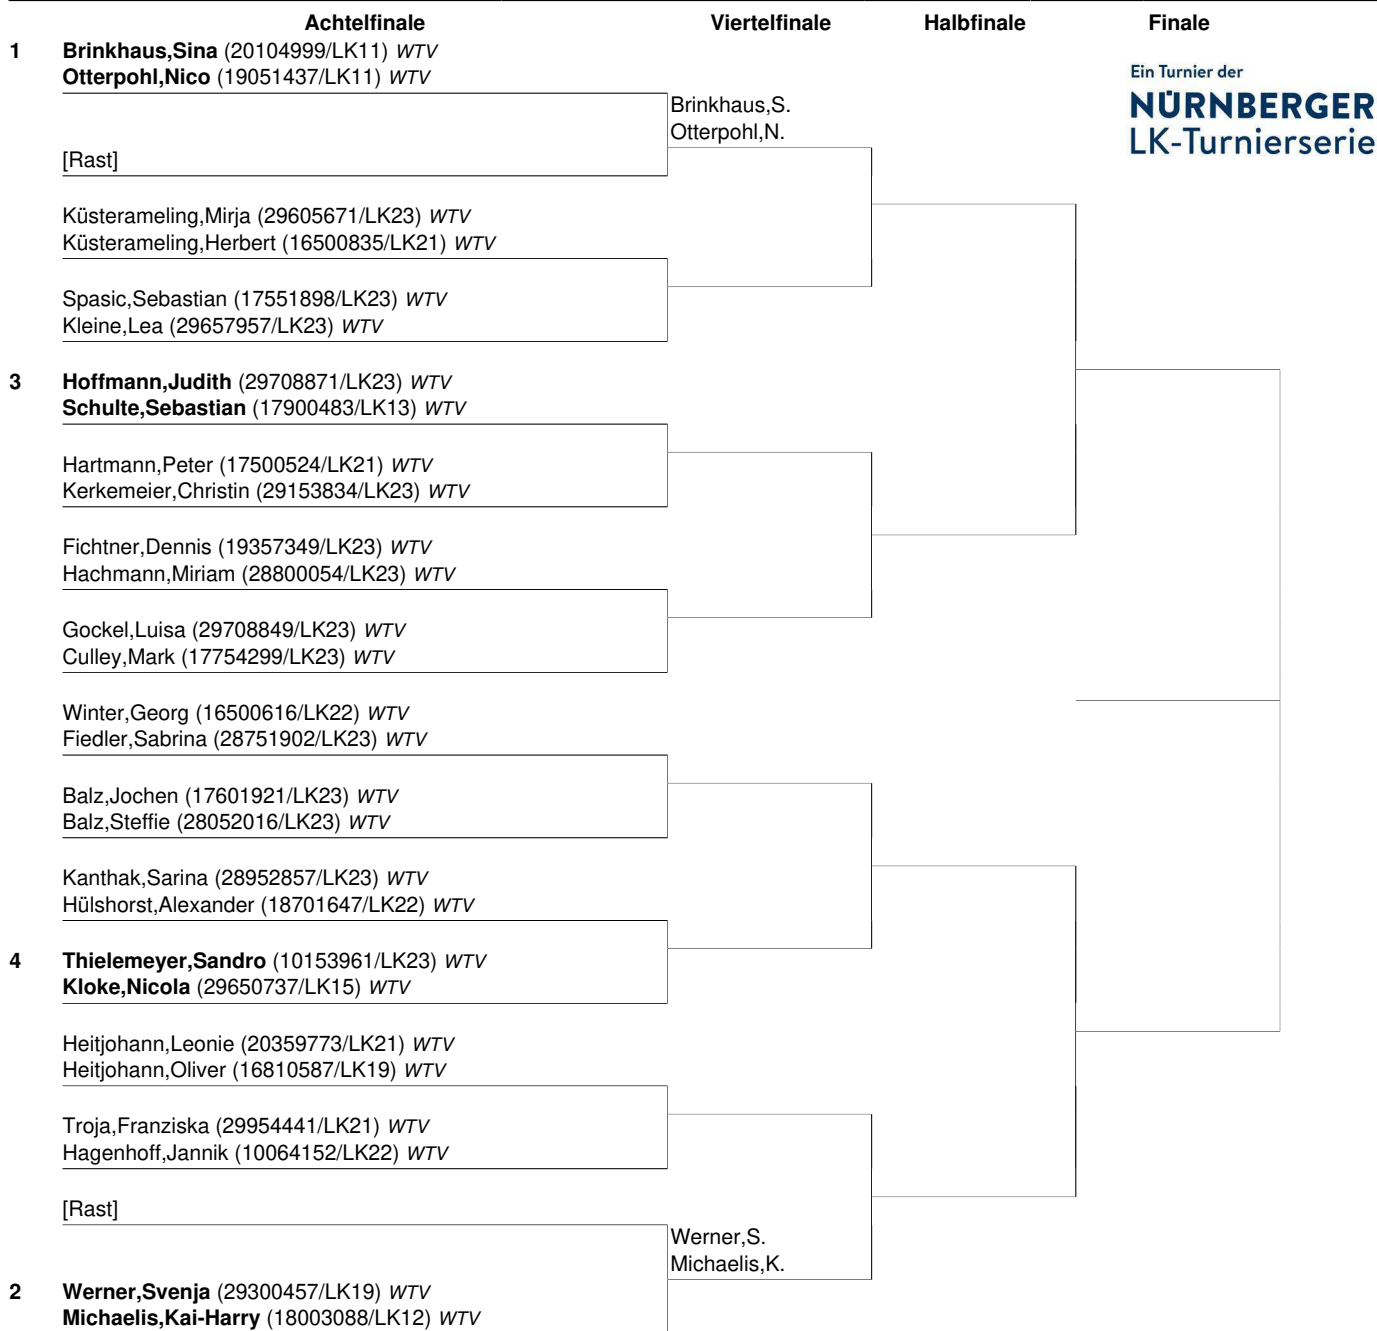 Achtelfinale Viertelfinale Halbfinale Finale
1 Brinkhaus,Sina (20104999/LK11) WTV
Otterpohl,Nico (19051437/LK11) WTV
Ein Turnier der
NÜRNBERGER
LK-Turnierserie
Brinkhaus,S.
Otterpohl,N.
[Rast]
Küsterameling,Mirja (29605671/LK23) WTV
Küsterameling,Herbert (16500835/LK21) WTV
Spasic,Sebastian (17551898/LK23) WTV
Kleine,Lea (29657957/LK23) WTV
3 Hoffmann,Judith (29708871/LK23) WTV
Schulte,Sebastian (17900483/LK13) WTV
Hartmann,Peter (17500524/LK21) WTV
Kerkemeier,Christin (29153834/LK23) WTV
Fichtner,Dennis (19357349/LK23) WTV
Hachmann,Miriam (28800054/LK23) WTV
Gockel,Luisa (29708849/LK23) WTV
Culley,Mark (17754299/LK23) WTV
Winter,Georg (16500616/LK22) WTV
Fiedler,Sabrina (28751902/LK23) WTV
Balz,Jochen (17601921/LK23) WTV
Balz,Steffie (28052016/LK23) WTV
Kanthak,Sarina (28952857/LK23) WTV
Hülshorst,Alexander (18701647/LK22) WTV
4 Thielemeyer,Sandro (10153961/LK23) WTV
Kloke,Nicola (29650737/LK15) WTV
Heitjohann,Leonie (20359773/LK21) WTV
Heitjohann,Oliver (16810587/LK19) WTV
Troja,Franziska (29954441/LK21) WTV
Hagenhoff,Jannik (10064152/LK22) WTV
[Rast]
Werner,S.
Michaelis,K.
2 Werner,Svenja (29300457/LK19) WTV
Michaelis,Kai-Harry (18003088/LK12) WTV